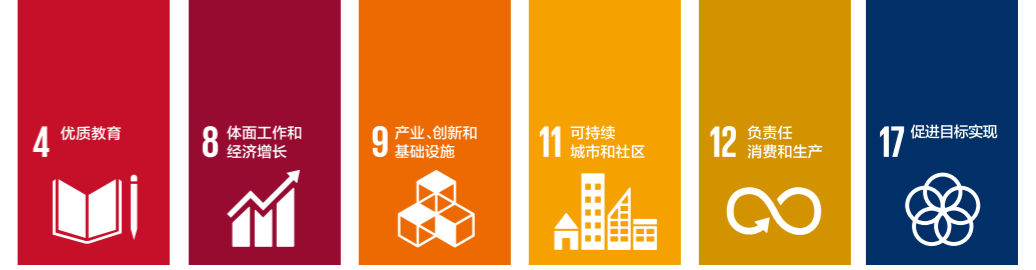 4 优质教育
8 体面工作和
经济增长
9 产业、创新和
基础设施
11 可持续
城市和社区
12 负责任
消费和生产
17 促进目标实现